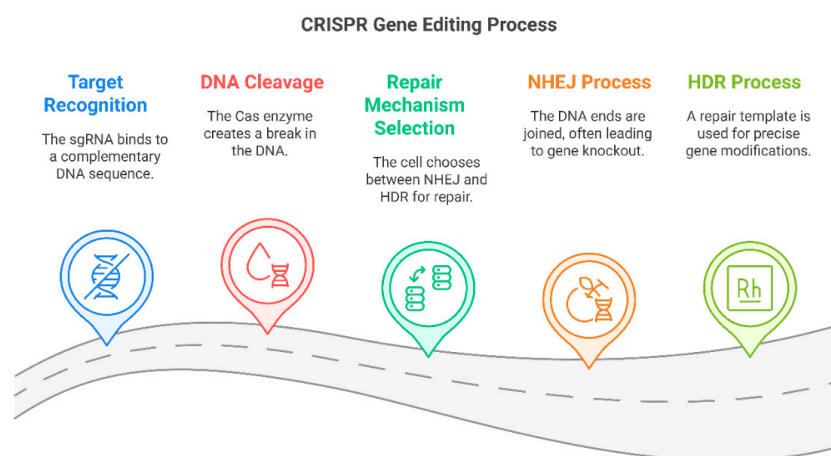 CRISPR Gene Editing Process
Target
Recognition
The sgRNA binds to
a complementary
DNA sequence.
DNA Cleavage
The Cas enzyme
creates a break in
the DNA.
Repair
Mechanism
Selection
The cell chooses
between NHEJ and
HDR for repair.
NHEJ Process
The DNA ends are
joined, often leading
to gene knockout.
HDR Process
A repair template is
used for precise
gene modifications.
Rh